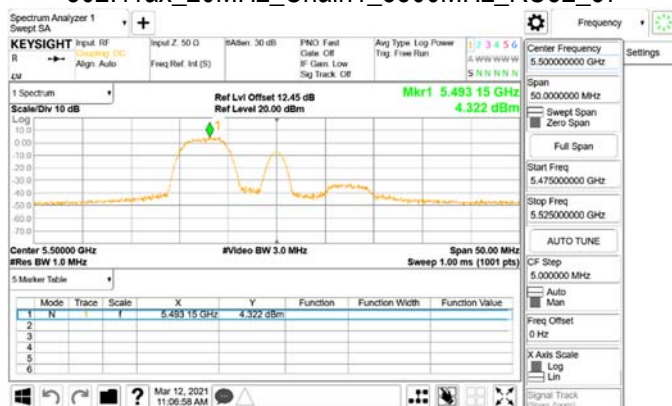 Spectrum Analyzer 1
Swept SA
Frequency
KEYSIGHT
R
Input: RF
Coupling: DC
Align: Auto
Input Z: 50 Ω
Freq Ref: Int (S)
#Atten: 30 dB
PNO: Fast
Gate: Off
IF Gain: Low
Sig Track: Off
Avg Type: Log-Power
Trig: Free Run
1 2 3 4 5 6
A W W W W W
S N N N N N
1 Spectrum
Scale/Div 10 dB
Ref Lvl Offset 12.45 dB
Ref Level 20.00 dBm
Mkr1 5.493 15 GHz
4.322 dBm
Log
10.0
0.00
-10.0
-20.0
-30.0
-40.0
-50.0
-60.0
-70.0
1
Center 5.50000 GHz
#Res BW 1.0 MHz
#Video BW 3.0 MHz
Span 50.00 MHz
Sweep 1.00 ms (1001 pts)
5 Marker Table
Mode Trace Scale X Y Function Function Width Function Value
1 N 1 f 5.493 15 GHz 4.322 dBm
2
3
4
5
6
Mar 12, 2021
11:06:58 AM
Center Frequency
5.500000000 GHz
Settings
Span
50.0000000 MHz
Swept Span
Zero Span
Full Span
Start Freq
5.475000000 GHz
Stop Freq
5.525000000 GHz
AUTO TUNE
CF Step
5.000000 MHz
Auto
Man
Freq Offset
0 Hz
X Axis Scale
Log
Lin
Signal Track